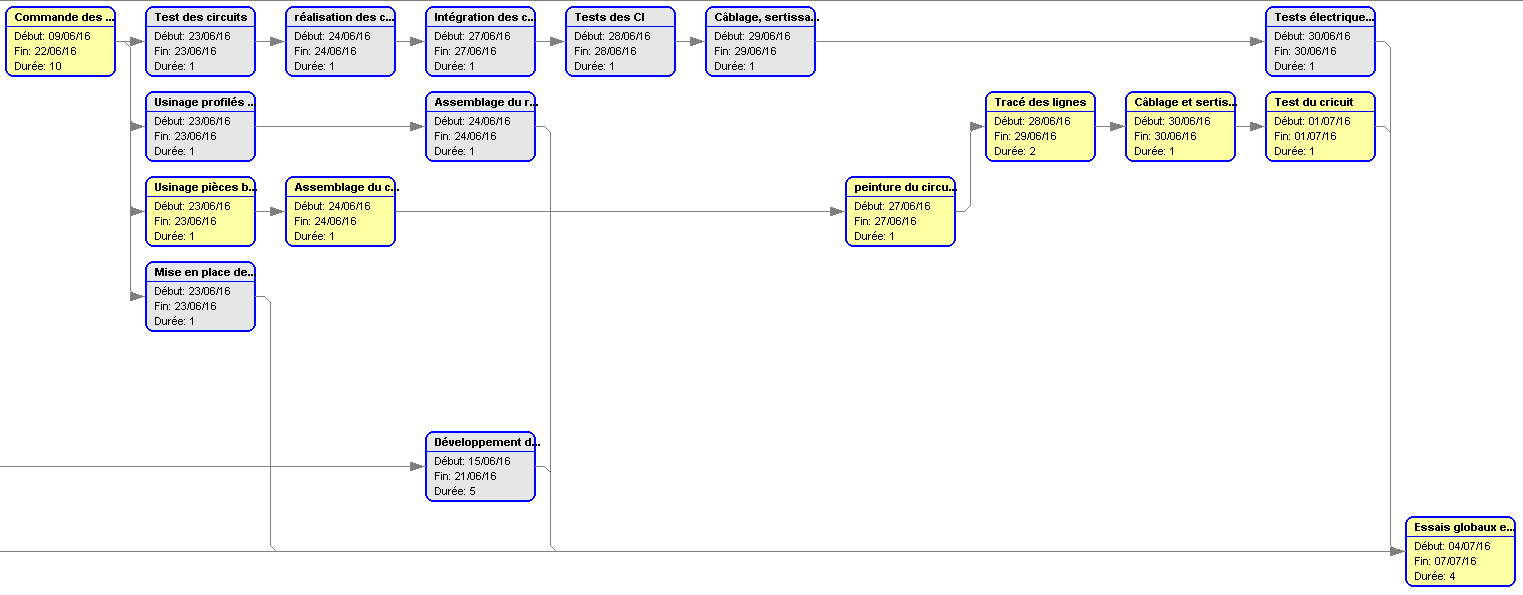 Commande des ...
Début: 09/06/16
Fin: 22/06/16
Durée: 10
Test des circuits
Début: 23/06/16
Fin: 23/06/16
Durée: 1
réalisation des c...
Début: 24/06/16
Fin: 24/06/16
Durée: 1
Intégration des c...
Début: 27/06/16
Fin: 27/06/16
Durée: 1
Tests des CI
Début: 28/06/16
Fin: 28/06/16
Durée: 1
Câblage, sertissa...
Début: 29/06/16
Fin: 29/06/16
Durée: 1
Tests électrique...
Début: 30/06/16
Fin: 30/06/16
Durée: 1
Usinage profilés ...
Début: 23/06/16
Fin: 23/06/16
Durée: 1
Assemblage du r...
Début: 24/06/16
Fin: 24/06/16
Durée: 1
Tracé des lignes
Début: 28/06/16
Fin: 29/06/16
Durée: 2
Câblage et sertis...
Début: 30/06/16
Fin: 30/06/16
Durée: 1
Test du cricuit
Début: 01/07/16
Fin: 01/07/16
Durée: 1
Usinage pièces b...
Début: 23/06/16
Fin: 23/06/16
Durée: 1
Assemblage du c...
Début: 24/06/16
Fin: 24/06/16
Durée: 1
peinture du circu...
Début: 27/06/16
Fin: 27/06/16
Durée: 1
Mise en place de...
Début: 23/06/16
Fin: 23/06/16
Durée: 1
Développement d...
Début: 15/06/16
Fin: 21/06/16
Durée: 5
Essais globaux e...
Début: 04/07/16
Fin: 07/07/16
Durée: 4